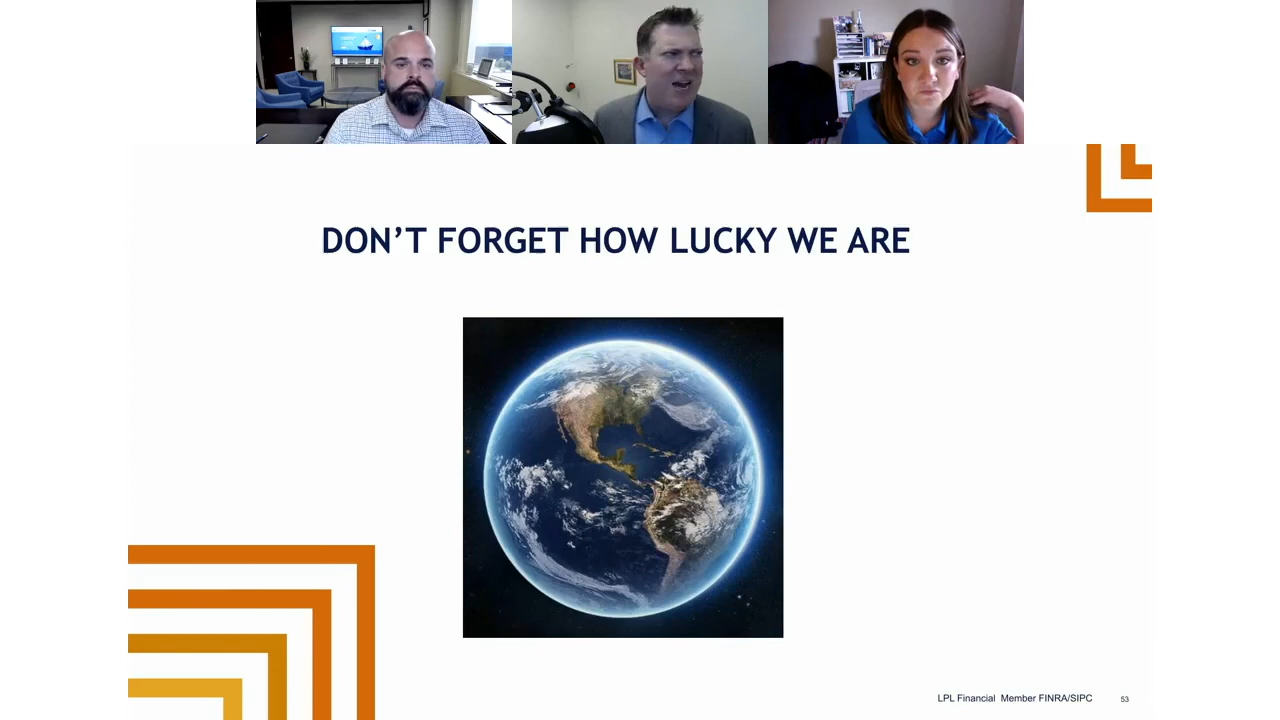 DON’T FORGET HOW LUCKY WE ARE
LPL Financial  Member FINRA/SIPC
53